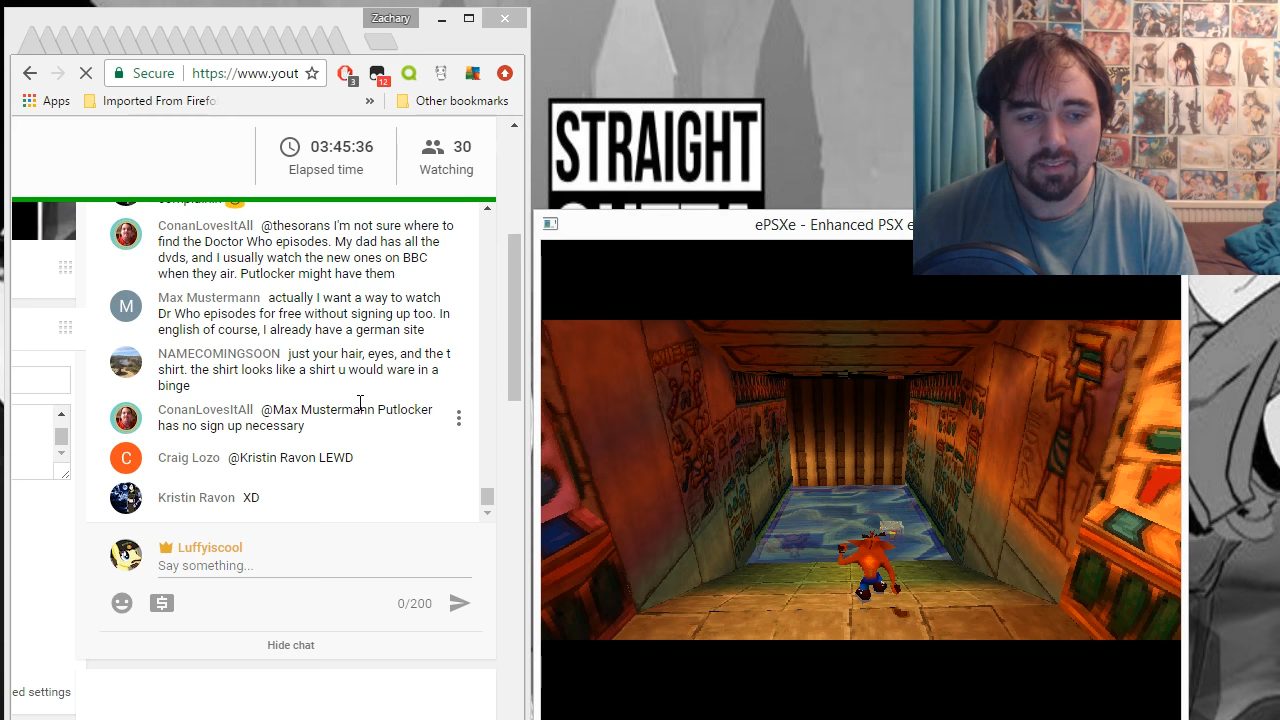 Zachary
Secure https://www.yout
3
12
Apps
Imported From Firefo
»
Other bookmarks
03:45:36
Elapsed time
30
Watching
ConanLovesItAll @thesorans I'm not sure where to
find the Doctor Who episodes. My dad has all the
dvds, and I usually watch the new ones on BBC
when they air. Putlocker might have them
M
Max Mustermann actually I want a way to watch
Dr Who episodes for free without signing up too. In
english of course, I already have a german site
NAMECOMINGSOON just your hair, eyes, and the t
shirt. the shirt looks like a shirt u would ware in a
binge
ConanLovesItAll @Max Mustermann Putlocker
has no sign up necessary
C
Craig Lozo @Kristin Ravon LEWD
Kristin Ravon XD
Luffyiscool
Say something...
0/200
Hide chat
ed settings
STRAIGHT
ePSXe - Enhanced PSX e